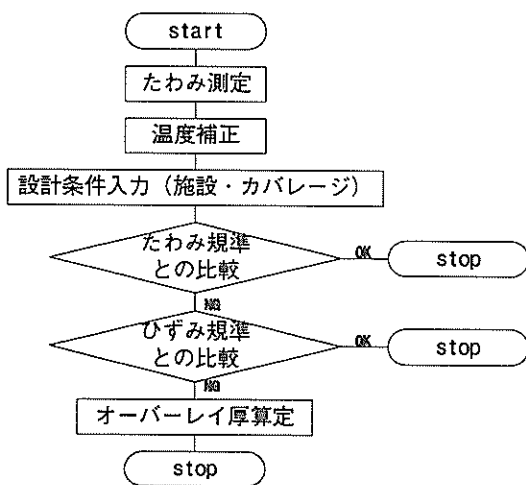 start
たわみ測定
温度補正
設計条件入力（施設・カバレージ）
たわみ規準
との比較
OK
stop
NG
ひずみ規準
との比較
OK
stop
NG
オーバーレイ厚算定
stop